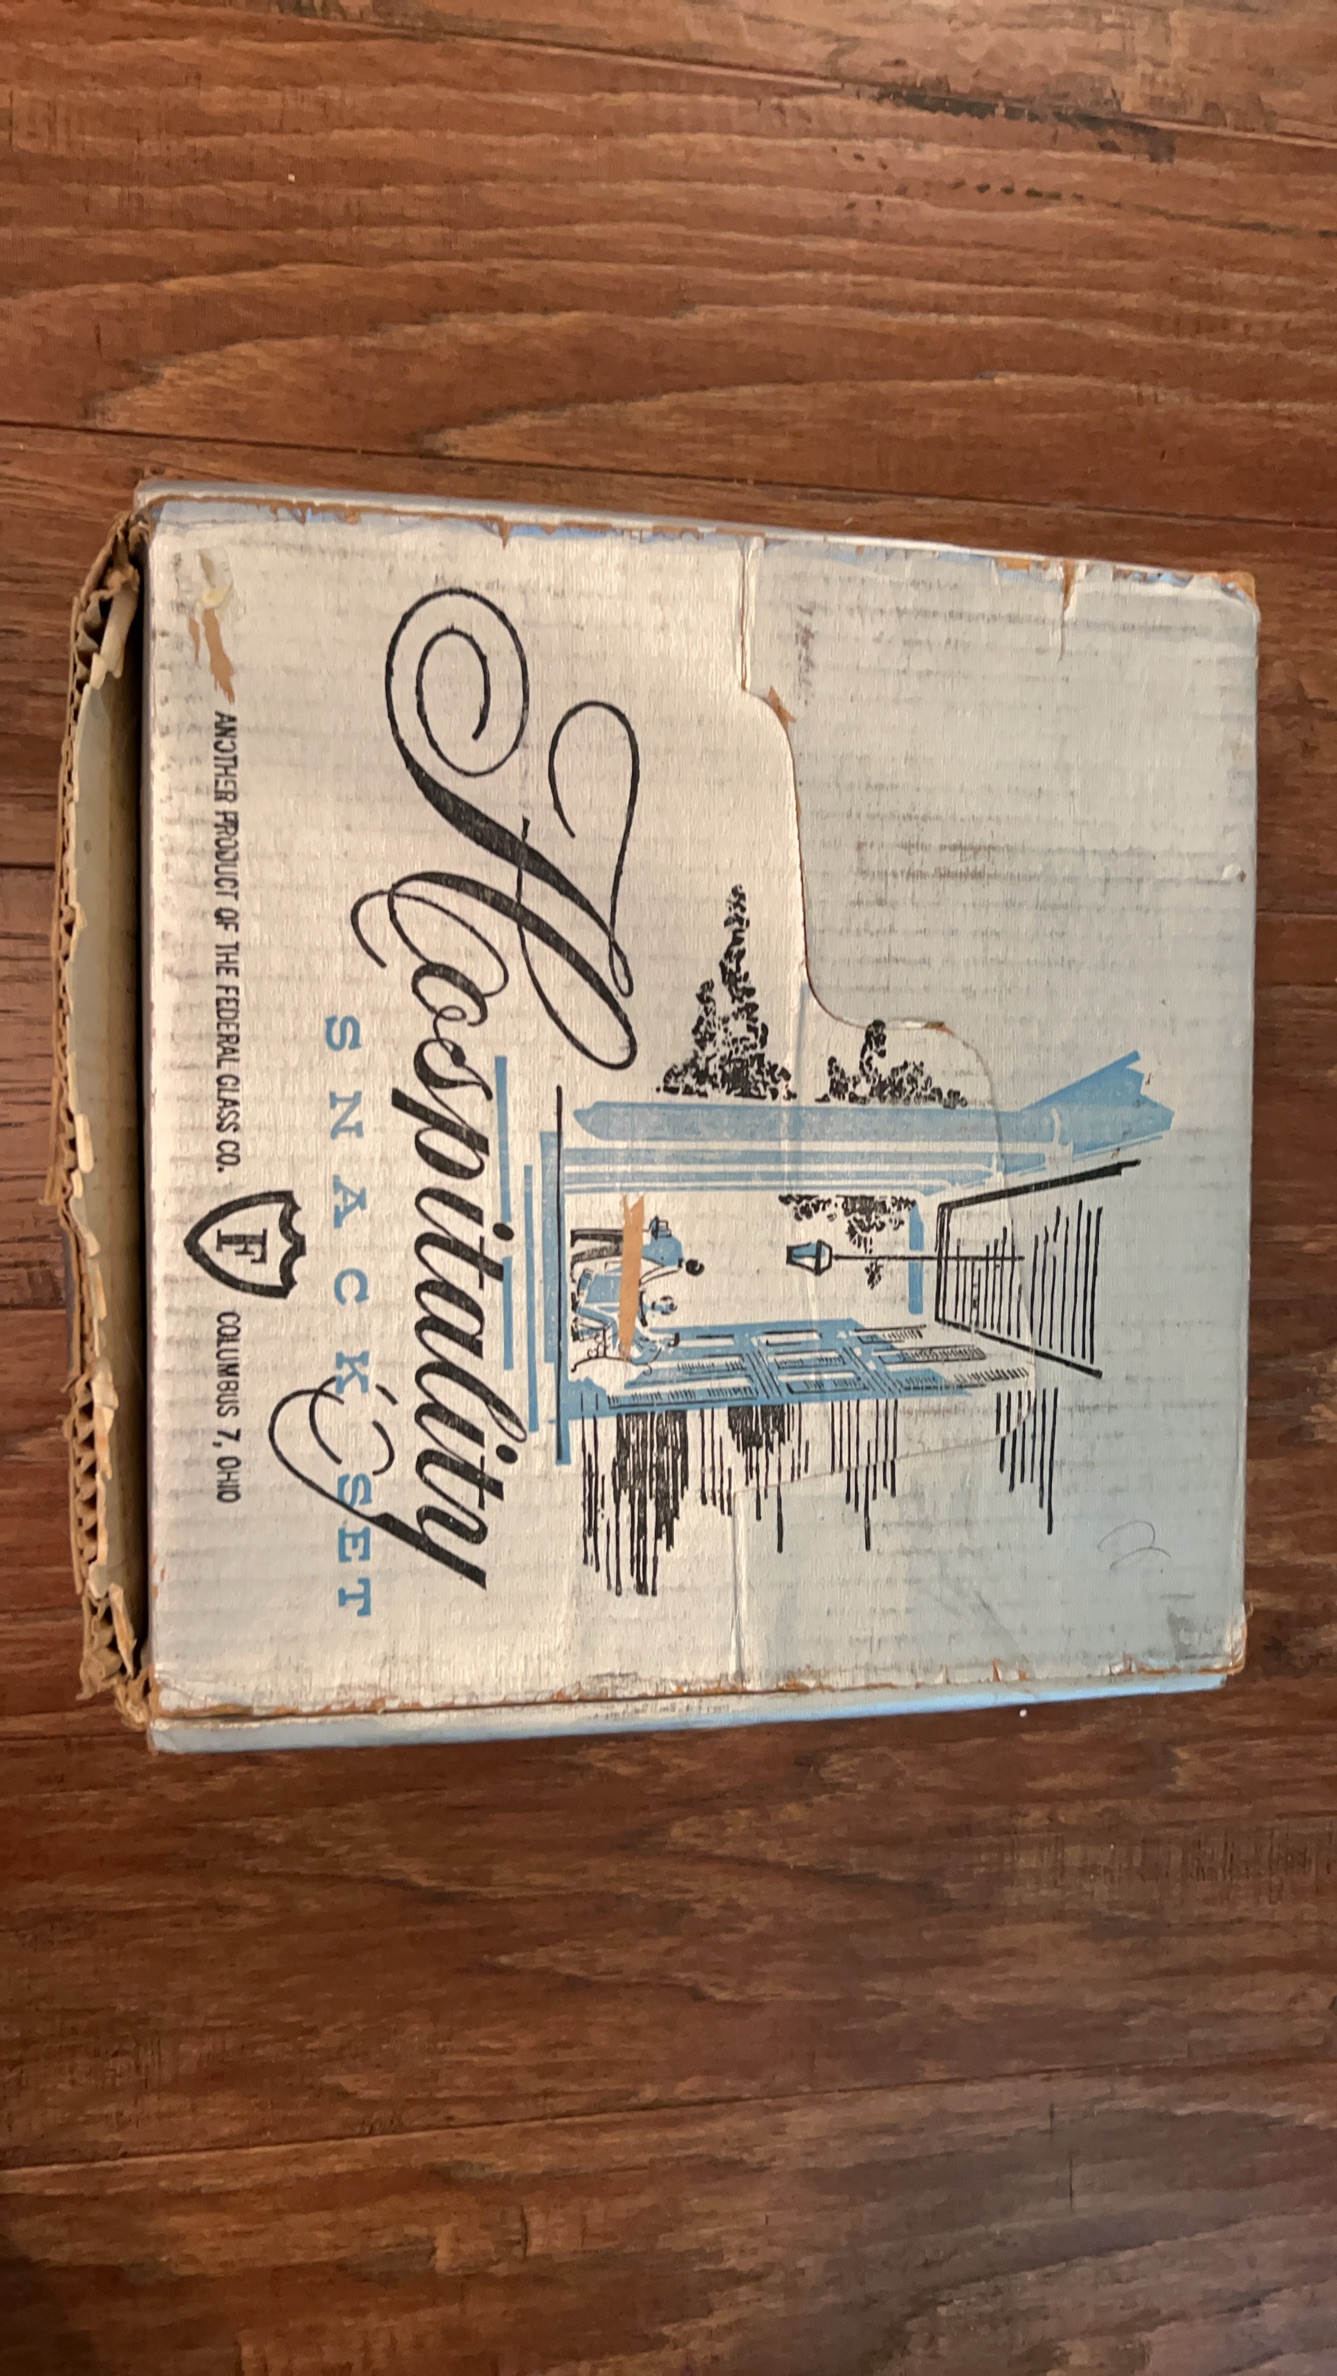 Hospitality
SNACK SET
ANOTHER PRODUCT OF THE FEDERAL GLASS CO. F COLUMBUS 7, OHIO